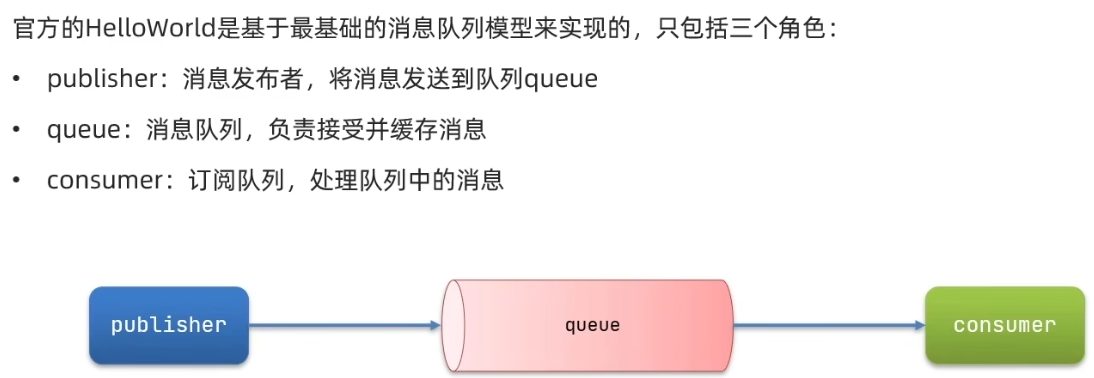 官方的HelloWorld是基于最基础的消息队列模型来实现的，只包括三个角色：
• publisher：消息发布者，将消息发送到队列queue
• queue：消息队列，负责接受并缓存消息
• consumer：订阅队列，处理队列中的消息
publisher
queue
consumer